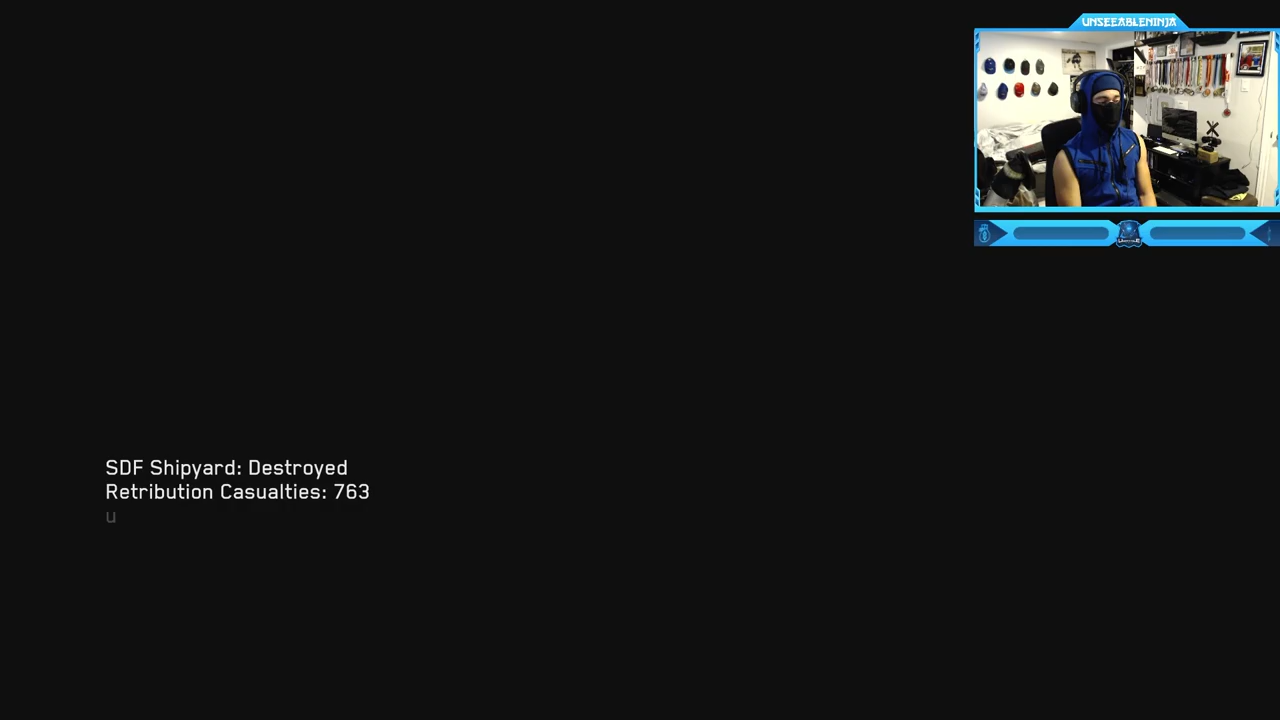 UNSEEABLENINJA
SDF Shipyard: Destroyed
Retribution Casualties: 763
u